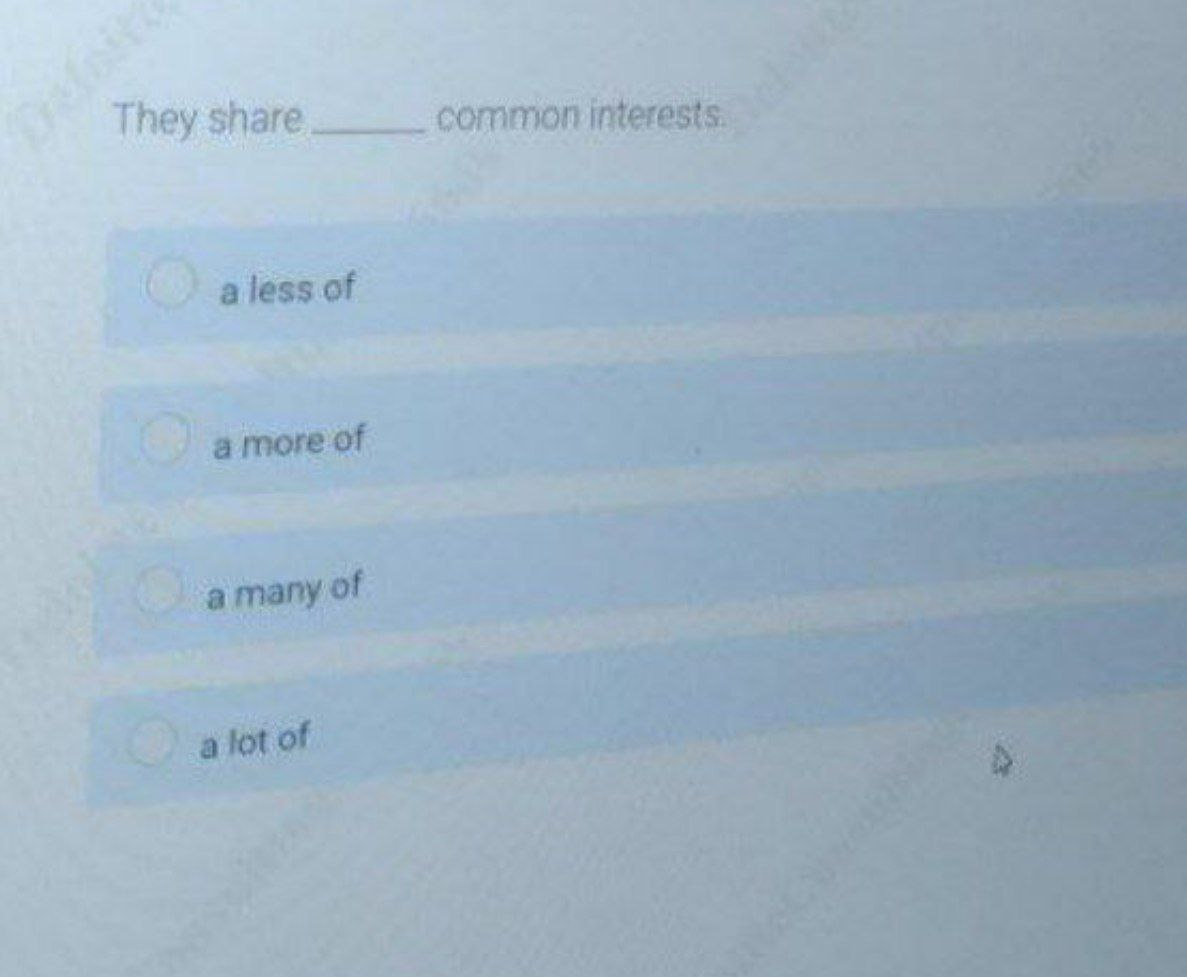 They share ______ common interests.
a less of
a more of
a many of
a lot of